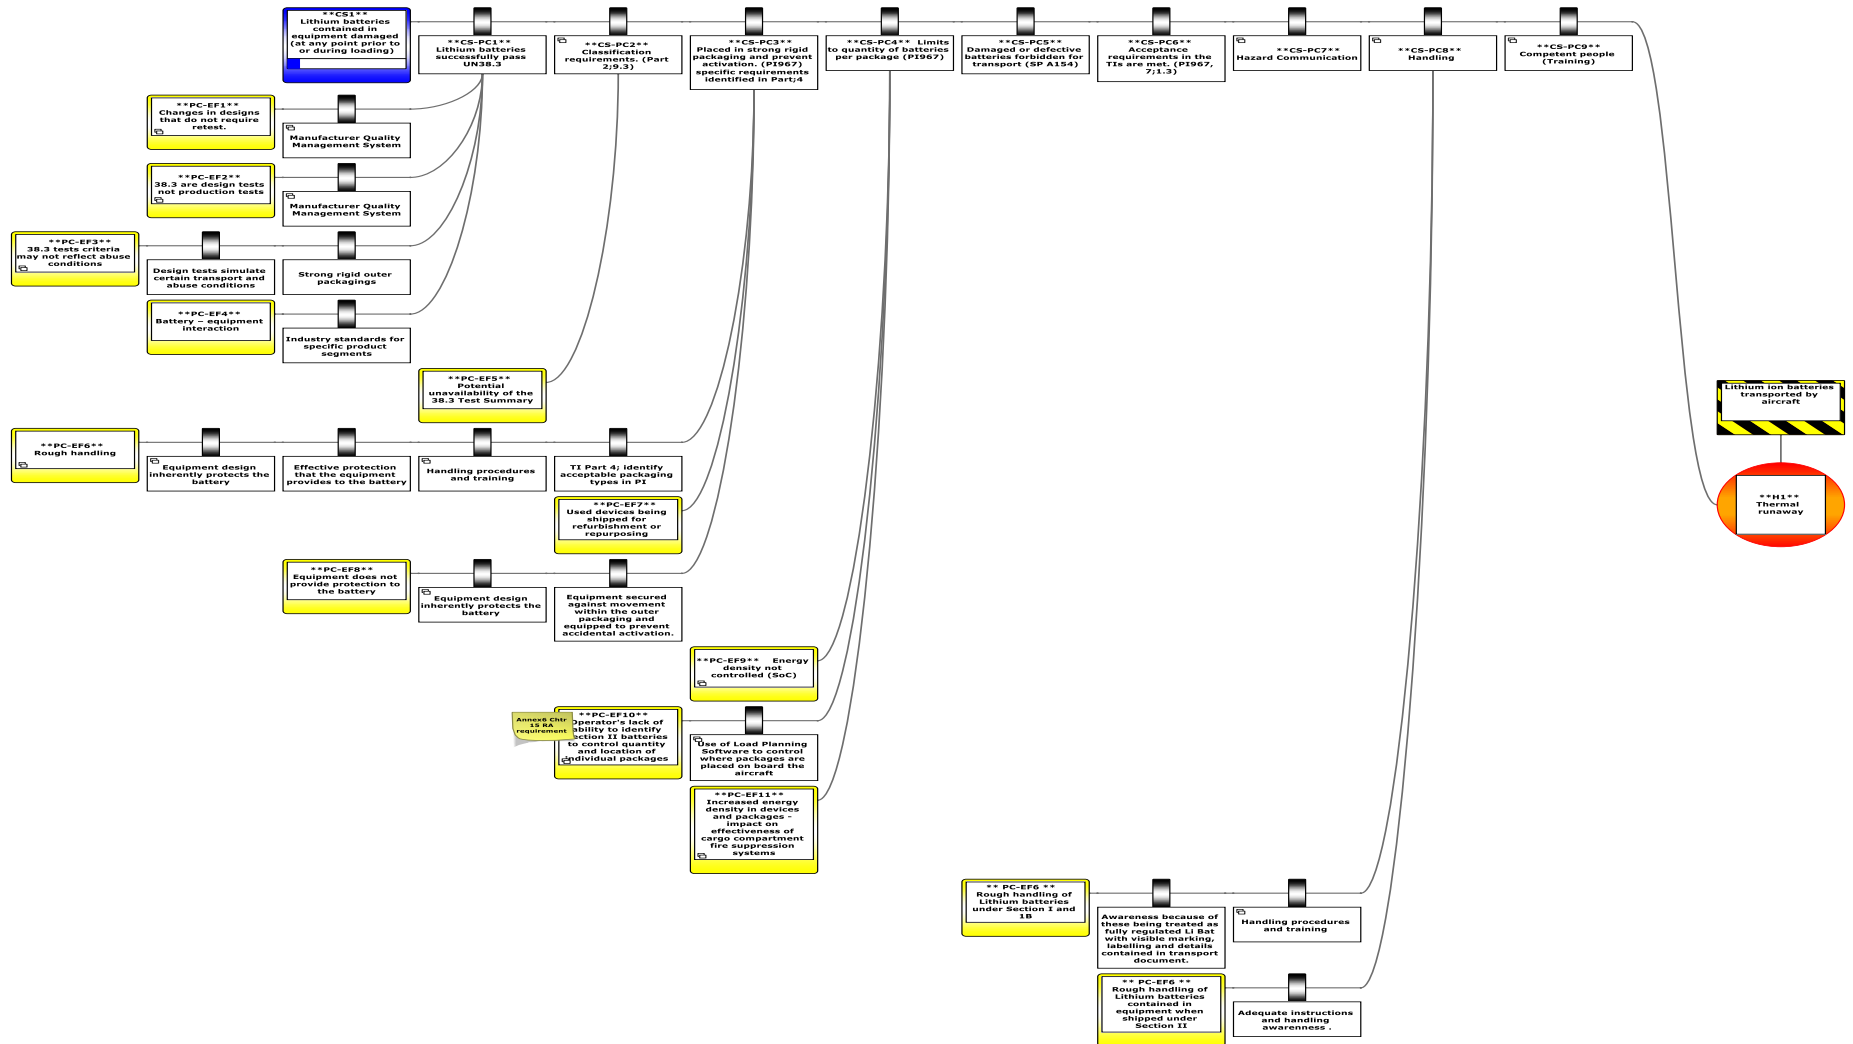 **CS1**
Lithium batteries
contained in
equipment damaged
(at any point prior to
or during loading)
**CS-PC1**
Lithium batteries
successfully pass
UN38.3
**CS-PC2**
Classification
requirements. (Part
2;9.3)
**CS-PC3**
Placed in strong rigid
packaging and prevent
activation. (PI967)
specific requirements
identified in Part;4
**CS-PC4** Limits
to quantity of batteries
per package (PI967)
**CS-PC5**
Damaged or defective
batteries forbidden for
transport (SP A154)
**CS-PC6**
Acceptance
requirements in the
TIs are met. (PI967,
7;1.3)
**CS-PC7**
Hazard Communication
**CS-PC8**
Handling
**CS-PC9**
Competent people
(Training)
**PC-EF1**
Changes in designs
that do not require
retest.
Manufacturer Quality
Management System
**PC-EF2**
38.3 are design tests
not production tests
Manufacturer Quality
Management System
**PC-EF3**
38.3 tests criteria
may not reflect abuse
conditions
Design tests simulate
certain transport and
abuse conditions
Strong rigid outer
packagings
**PC-EF4**
Battery – equipment
interaction
Industry standards for
specific product
segments
**PC-EF5**
Potential
unavailability of the
38.3 Test Summary
Lithium ion batteries
transported by
aircraft
**H1**
Thermal
runaway
**PC-EF6**
Rough handling
Equipment design
inherently protects the
battery
Effective protection
that the equipment
provides to the battery
Handling procedures
and training
TI Part 4; identify
acceptable packaging
types in PI
**PC-EF7**
Used devices being
shipped for
refurbishment or
repurposing
**PC-EF8**
Equipment does not
provide protection to
the battery
Equipment design
inherently protects the
battery
Equipment secured
against movement
within the outer
packaging and
equipped to prevent
accidental activation.
**PC-EF9** Energy
density not
controlled (SoC)
Annex6 Chtr
15 RA
requirement
**PC-EF10**
Operator's lack of
ability to identify
ection II batteries
to control quantity
and location of
individual packages
Use of Load Planning
Software to control
where packages are
placed on board the
aircraft
**PC-EF11**
Increased energy
density in devices
and packages -
impact on
effectiveness of
cargo compartment
fire suppression
systems
** PC-EF6 **
Rough handling of
Lithium batteries
under Section I and
1B
Awareness because of
these being treated as
fully regulated Li Bat
with visible marking,
labelling and details
contained in transport
document.
Handling procedures
and training
** PC-EF6 **
Rough handling of
Lithium batteries
contained in
equipment when
shipped under
Section II
Adequate instructions
and handling
awarenness .